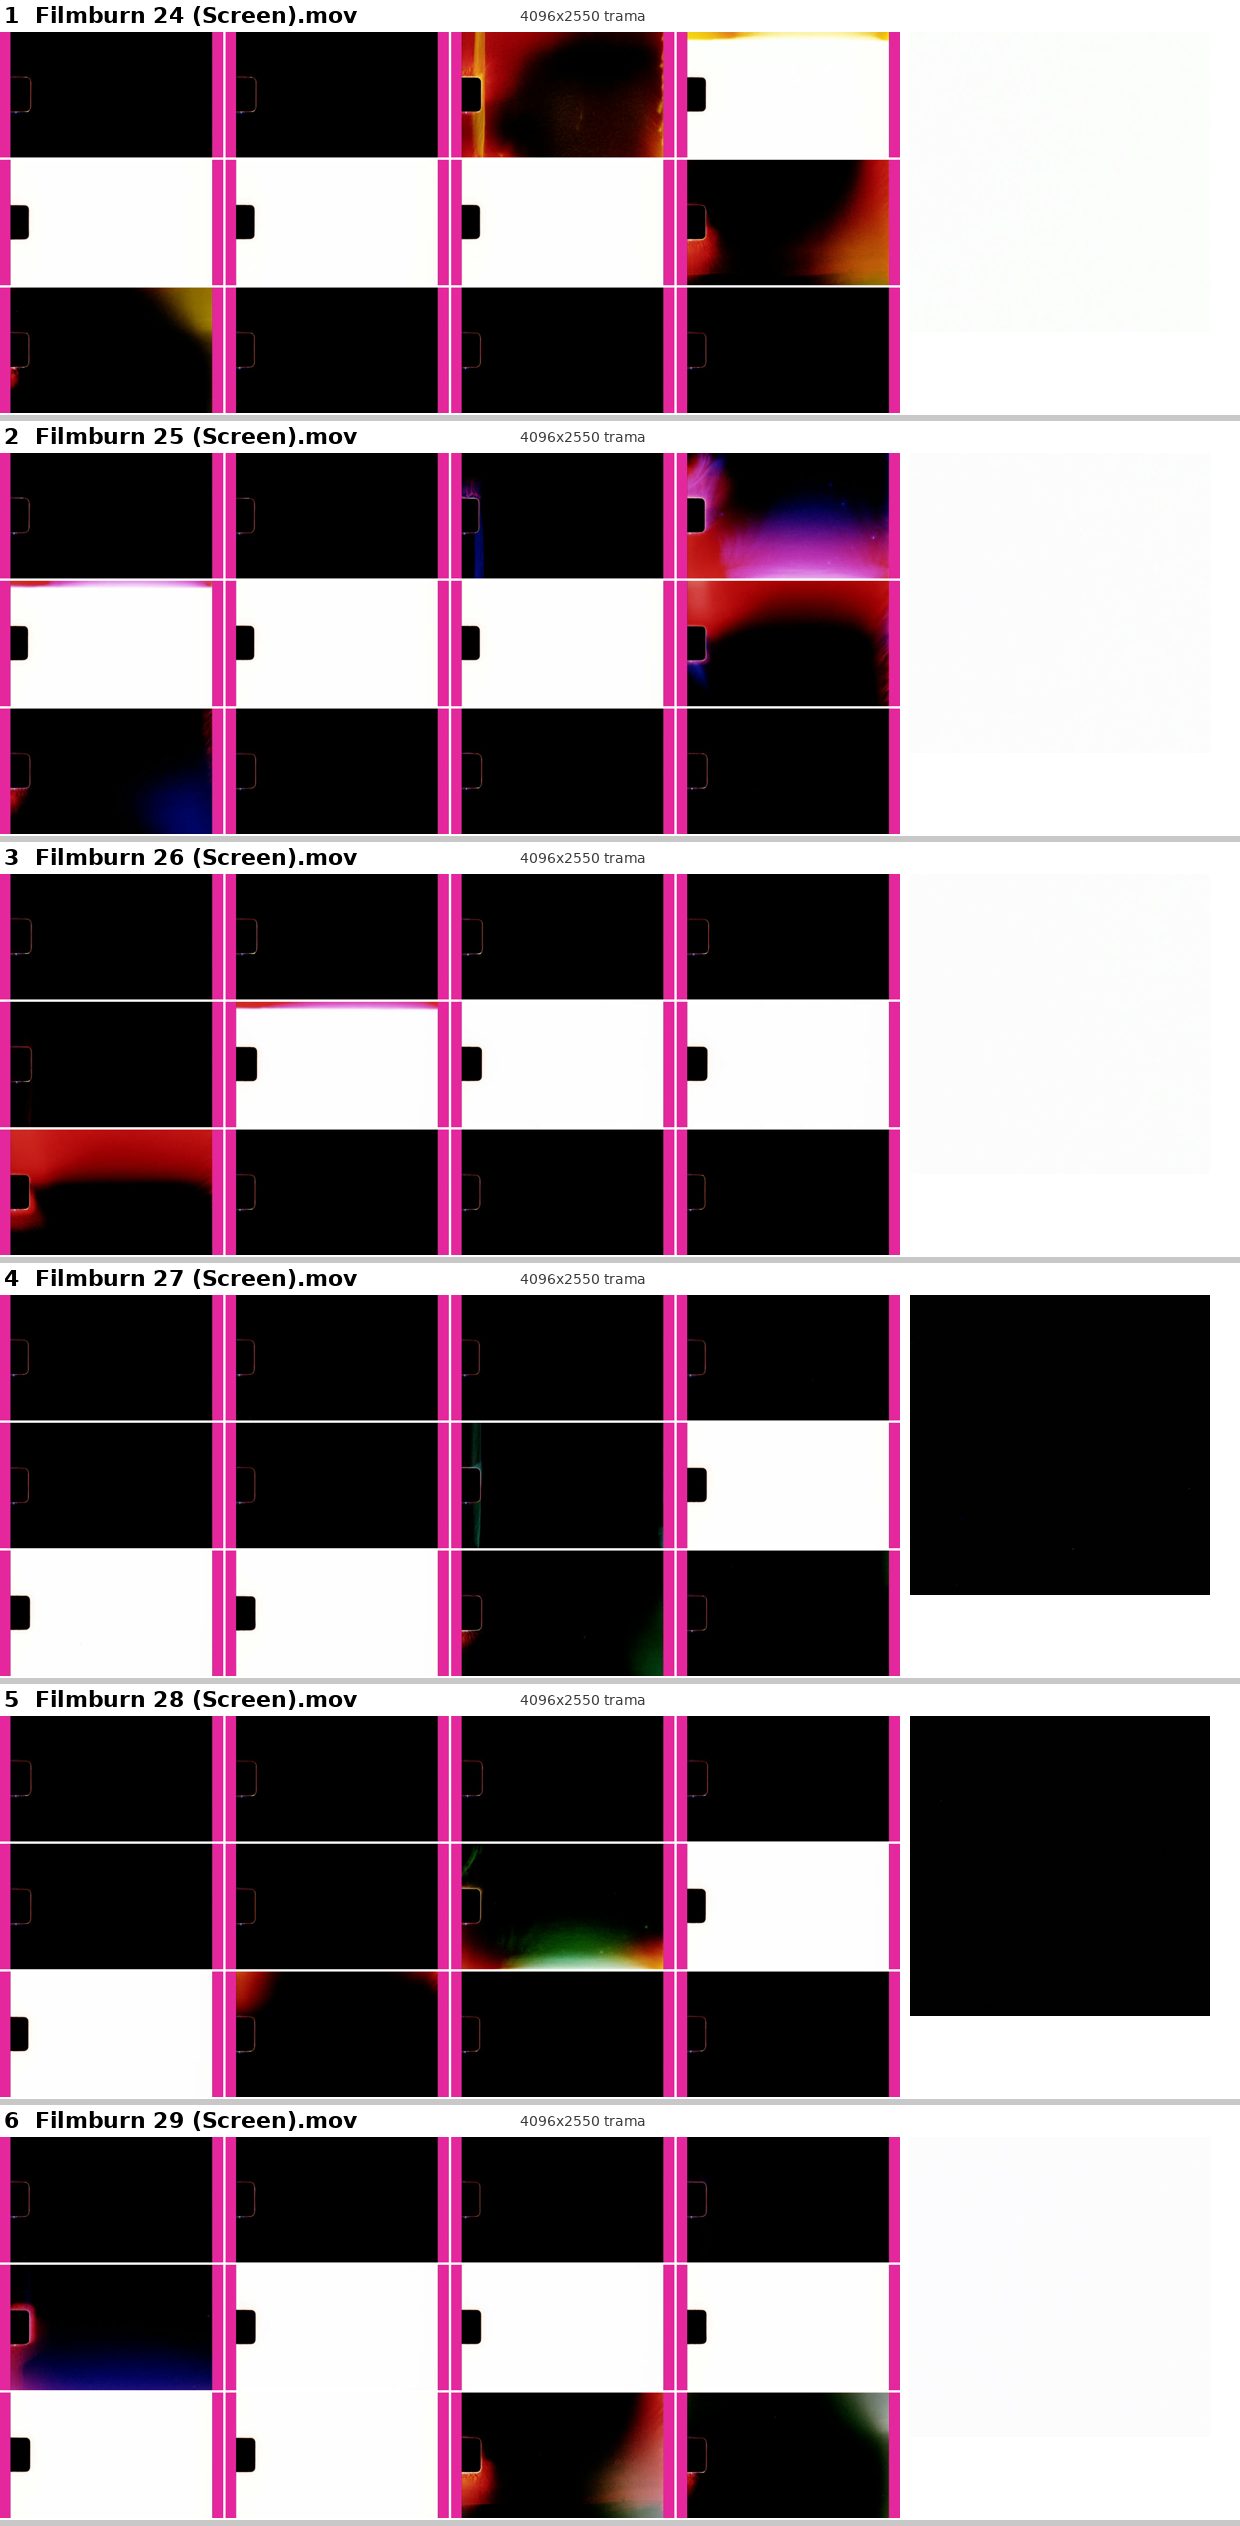 1 Filmburn 24 (Screen).mov 4096x2550 trama
2 Filmburn 25 (Screen).mov 4096x2550 trama
3 Filmburn 26 (Screen).mov 4096x2550 trama
4 Filmburn 27 (Screen).mov 4096x2550 trama
5 Filmburn 28 (Screen).mov 4096x2550 trama
6 Filmburn 29 (Screen).mov 4096x2550 trama